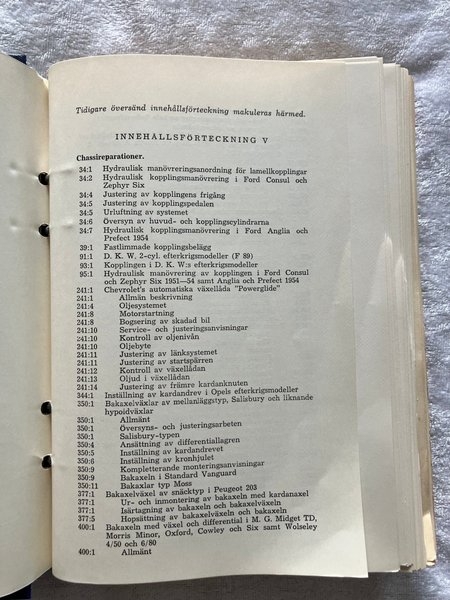 Tidigare översänd innehållsförteckning makuleras härmed.
INNEHALLSFÖRTECKNING V
Chassireparationer.
34:1 Hydraulisk manövreringsanordning för lamellkopplingar
34:2 Hydraulisk kopplingsmanövrering i Ford Consul och
Zephyr Six
34:4 Justering av kopplingens frigång
34:5 Justering av kopplingspedalen
34:5 Urluftning av systemet
34:6 Översyn av huvud- och kopplingscylindrarna
34:7 Hydraulisk kopplingsmanövrering i Ford Anglia och
Prefect 1954
39:1 Fastlimmade kopplingsbelägg
91:1 D. K. W. 2-cyl. efterkrigsmodeller (F 89)
93:1 Kopplingen i D. K. W:s efterkrigsmodeller
95:1 Hydraulisk manövrering av kopplingen i Ford Consul
och Zephyr Six 1951—54 samt Anglia och Prefect 1954
241:1 Chevrolet's automatiska växellåda "Powerglide"
241:1 Allmän beskrivning
241:4 Oljesystemet
241:8 Motorstartning
241:8 Bogsering av skadad bil
241:10 Service- och justeringsanvisningar
241:10 Kontroll av oljenivån
241:10 Oljebyte
241:11 Justering av länksystemet
241:11 Justering av startspärren
241:12 Kontroll av växellådan
241:13 Oljud i växellådan
241:14 Justering av främre kardanknuten
344:1 Inställning av kardandrev i Opels efterkrigsmodeller
350:1 Bakaxelväxlar av mellanläggstyp, Salisbury och liknande
hypoidväxlar
350:1 Allmänt
350:1 Översyns- och justeringsarbeten
350:1 Salisbury-typen
350:4 Ansättning av differentiallagren
350:5 Inställning av kardandrevet
350:6 Inställning av kronhjulet
350:9 Kompletterande monteringsanvisningar
350:9 Bakaxeln i Standard Vanguard
350:11 Bakaxlar typ Moss
377:1 Bakaxelväxel av snäcktyp i Peugeot 203
377:1 Ur- och inmontering av bakaxeln med kardanaxel
377:1 Isärtagning av bakaxeln och bakaxelväxeln
377:5 Hopsättning av bakaxelväxeln och bakaxeln
400:1 Bakaxeln med växel och differential i M. G. Midget TD,
Morris Minor, Oxford, Cowley och Six samt Wolseley
4/50 och 6/80
400:1 Allmänt